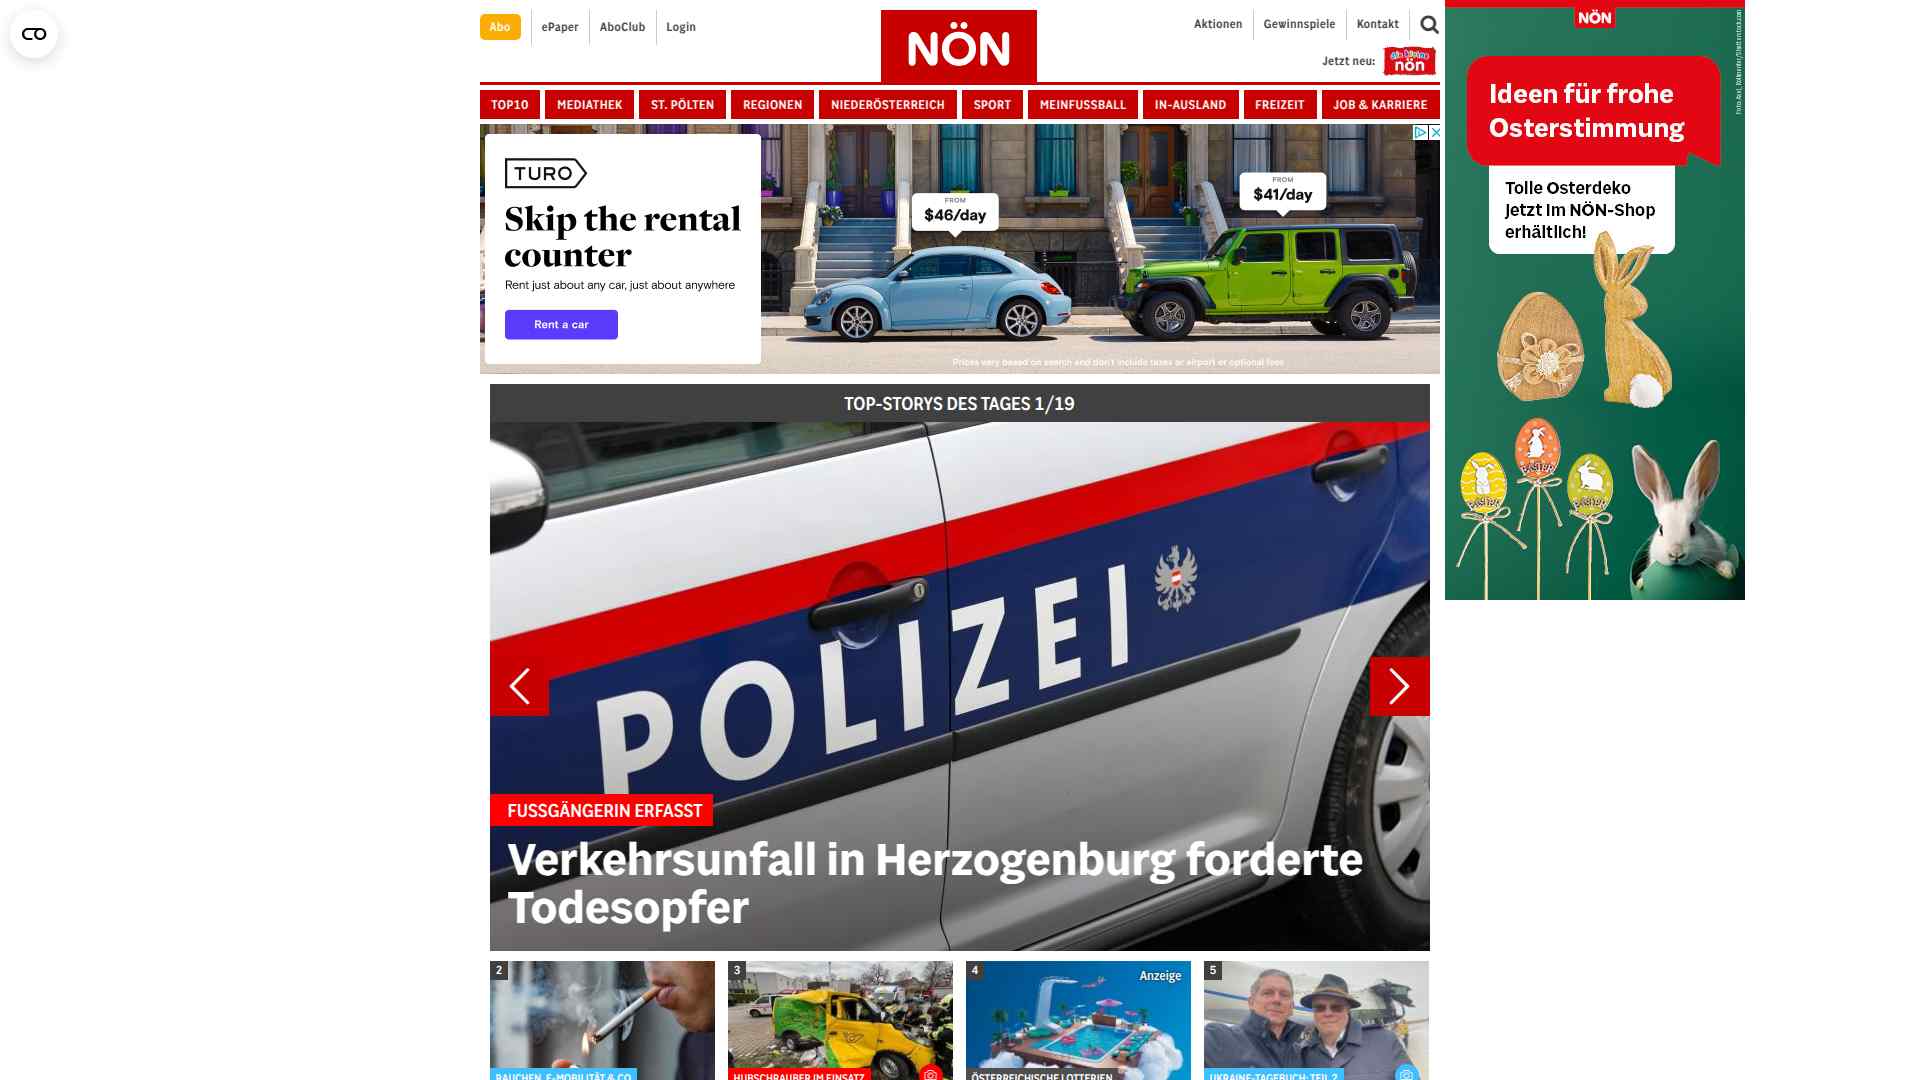 Abo
ePaper
AboClub
Login
NÖN
Aktionen
Gewinnspiele
Kontakt
Jetzt neu:
die kleine
nön
TOP10
MEDIATHEK
ST. PÖLTEN
REGIONEN
NIEDERÖSTERREICH
SPORT
MEINFUSSBALL
IN-AUSLAND
FREIZEIT
JOB & KARRIERE
TURO
Skip the rental
counter
Rent just about any car, just about anywhere
Rent a car
FROM
$46/day
FROM
$41/day
Prices vary based on search and don't include taxes or airport or optional fees
NÖN
Ideen für frohe
Osterstimmung
Tolle Osterdeko
jetzt im NÖN-Shop
erhältlich!
EASTER
EASTER
EASTER
TOP-STORYS DES TAGES 1/19
POLIZEI
FUSSGÄNGERIN ERFASST
Verkehrsunfall in Herzogenburg forderte
Todesopfer
2
RAUCHEN, E-MOBILITÄT & CO
3
HUBSCHRAUBER IM EINSATZ
4
Anzeige
ÖSTERREICHISCHE LOTTERIEN
5
UKRAINE-TAGEBUCH: TEIL 2